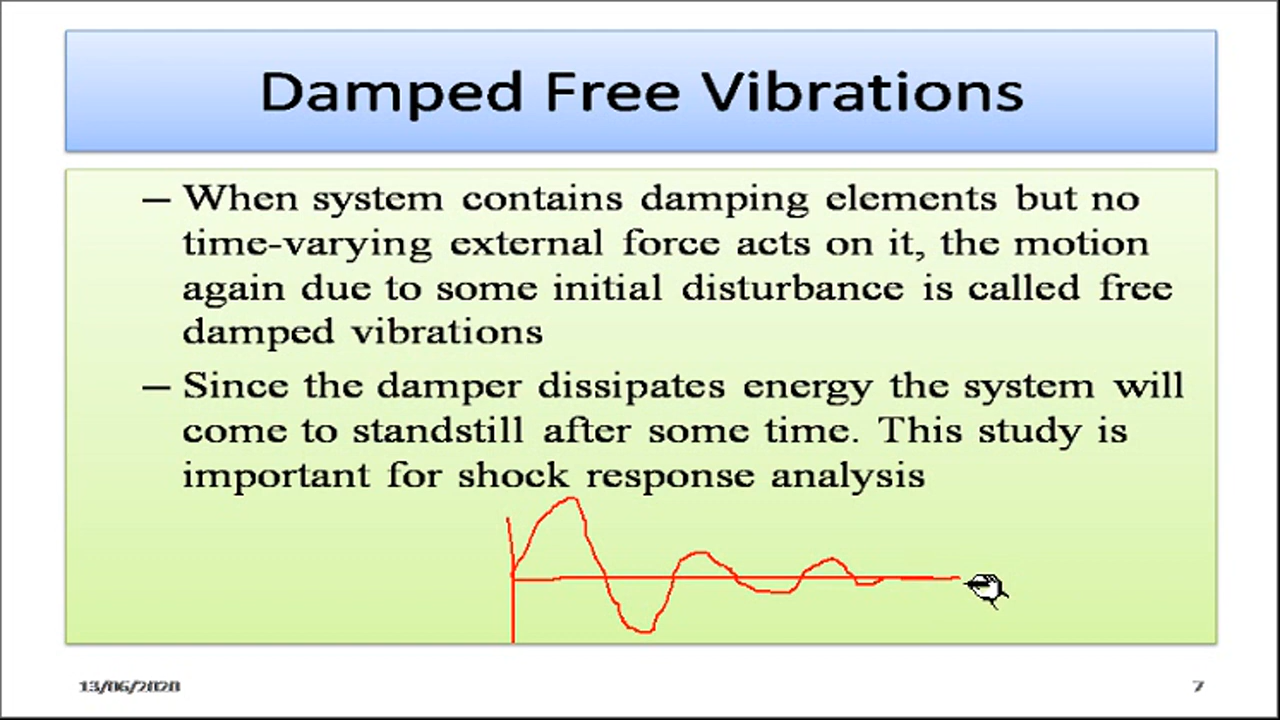 Damped Free Vibrations
– When system contains damping elements but no
time-varying external force acts on it, the motion
again due to some initial disturbance is called free
damped vibrations
– Since the damper dissipates energy the system will
come to standstill after some time. This study is
important for shock response analysis
13/06/2020
7